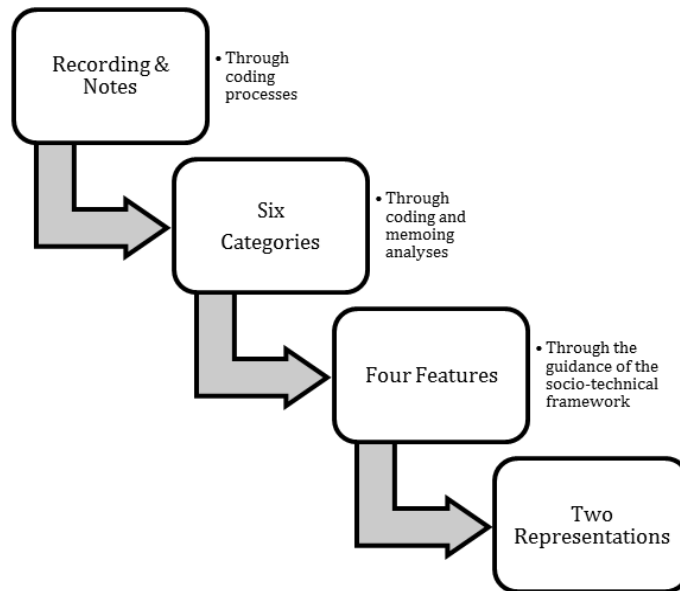 Recording &
Notes
• Through
coding
processes
Six
Categories
• Through
coding and
memoing
analyses
Four Features
• Through the
guidance of the
socio-technical
framework
Two
Representations